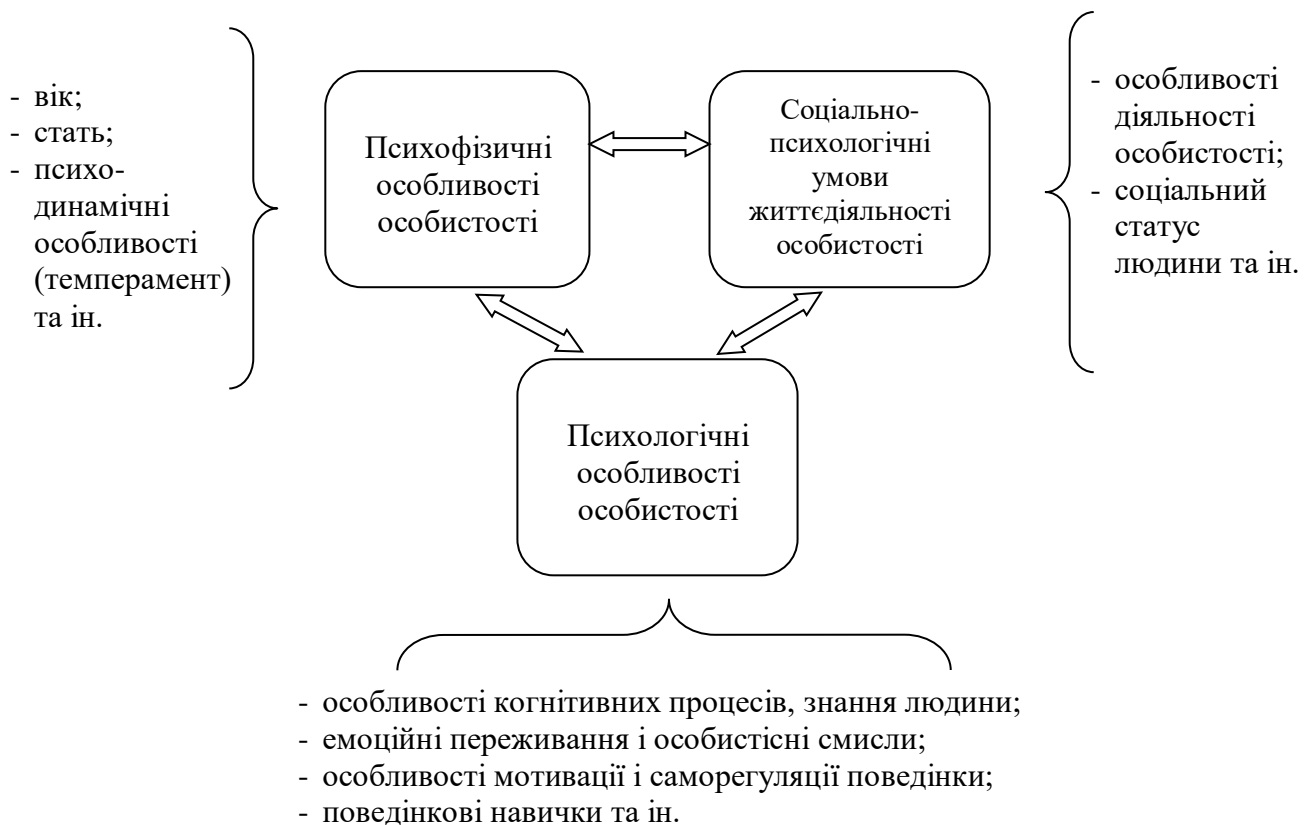 - вік;
- стать;
- психо-
динамічні
особливості
(темперамент)
та ін.
Психофізичні
особливості
особистості
Соціально-
психологічні
умови
життєдіяльності
особистості
- особливості
діяльності
особистості;
- соціальний
статус
людини та ін.
Психологічні
особливості
особистості
- особливості когнітивних процесів, знання людини;
- емоційні переживання і особистісні смисли;
- особливості мотивації і саморегуляції поведінки;
- поведінкові навички та ін.